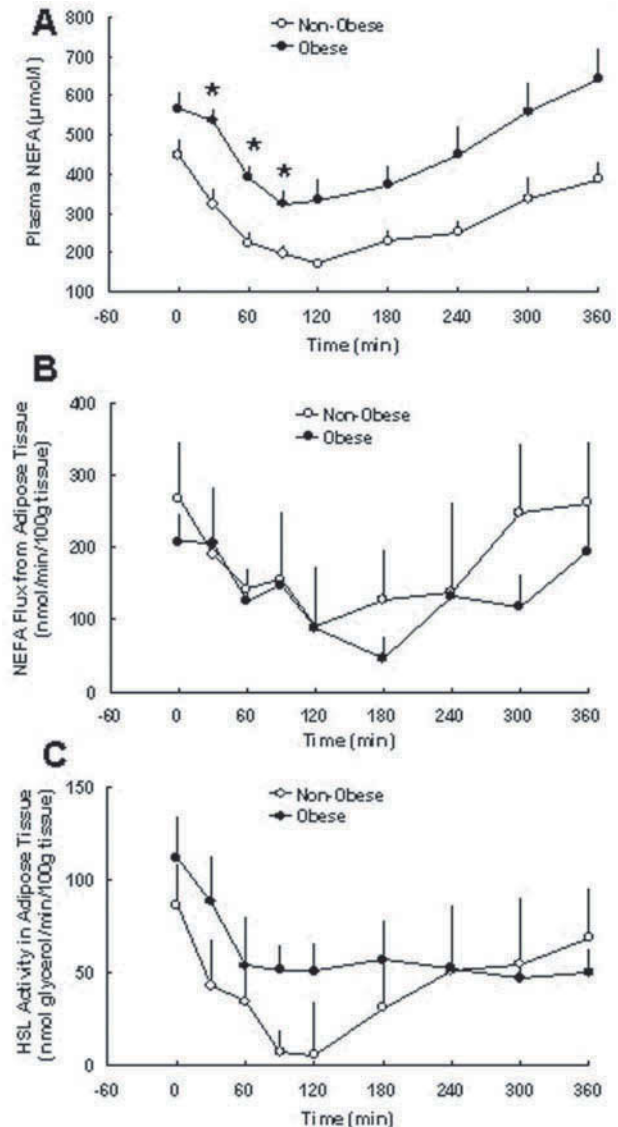 A
Plasma NEFA (µmol/l)
800
700
600
500
400
300
200
100
Non-Obese
Obese
* * *
-60 0 60 120 180 240 300 360
Time (min)
B
NEFA Flux from Adipose Tissue
(nmol/min/100g tissue)
400
300
200
100
0
Non-Obese
Obese
-60 0 60 120 180 240 300 360
Time (min)
C
HSL Activity in Adipose Tissue
(nmol glycerol/min/100g tissue)
150
100
50
0
Non-Obese
Obese
-60 0 60 120 180 240 300 360
Time (min)